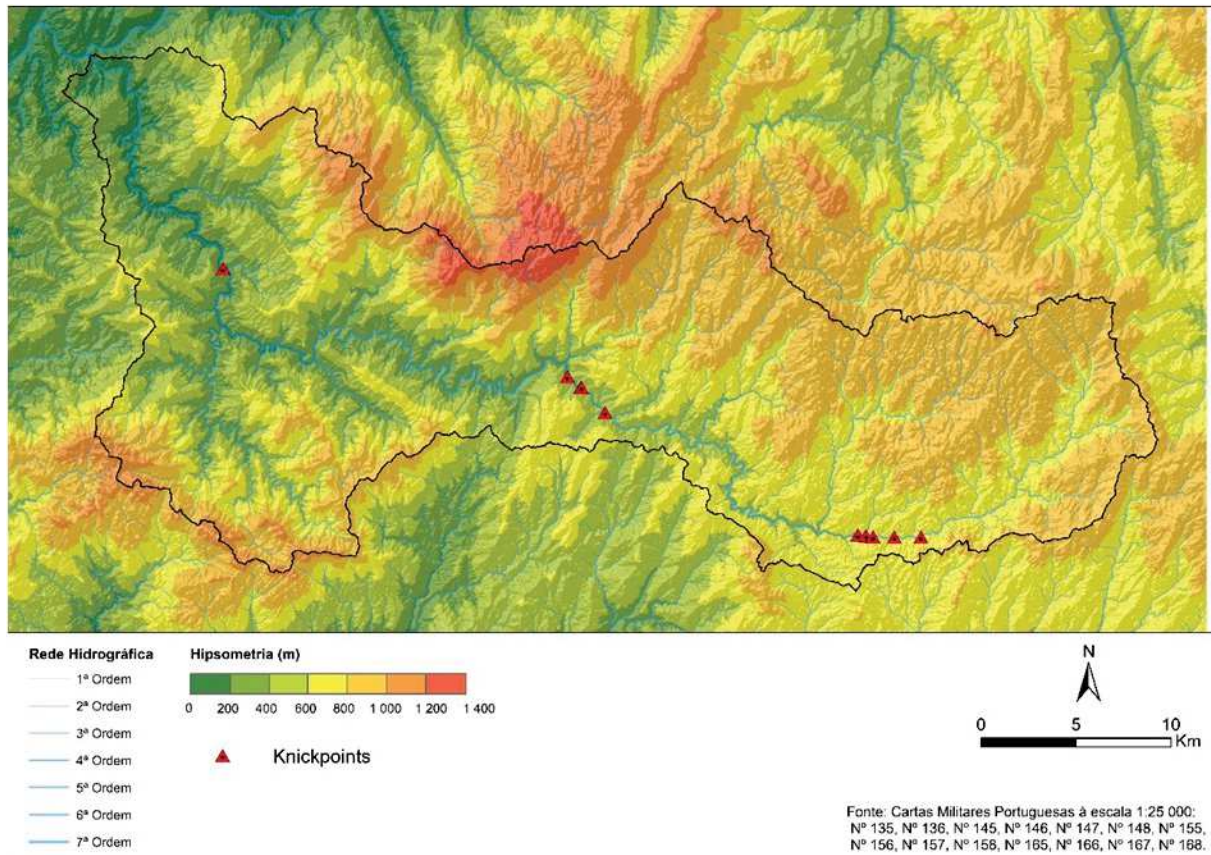 Rede Hidrográfica
1ª Ordem
2ª Ordem
3ª Ordem
4ª Ordem
5ª Ordem
6ª Ordem
7ª Ordem
Hipsometria (m)
0 200 400 600 800 1 000 1 200 1 400
Knickpoints
N
0 5 10
Km
Fonte: Cartas Militares Portuguesas à escala 1:25 000:
Nº 135, Nº 136, Nº 145, Nº 146, Nº 147, Nº 148, Nº 155,
Nº 156, Nº 157, Nº 158, Nº 165, Nº 166, Nº 167, Nº 168.